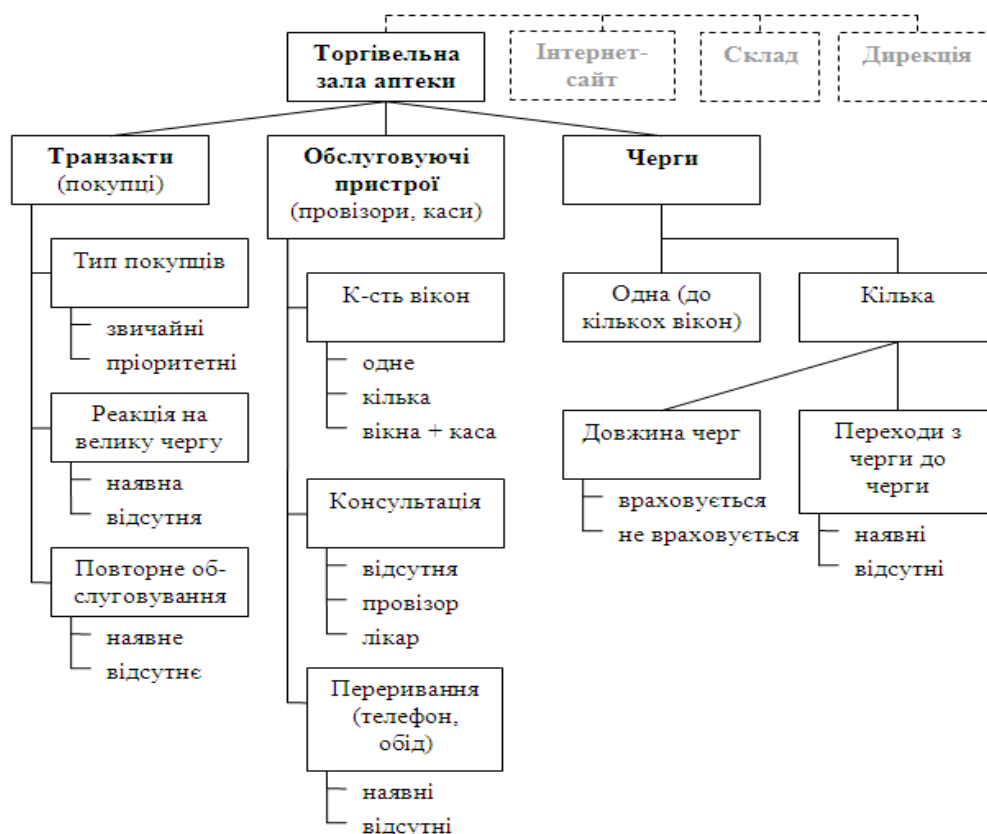 Торгівельна
зала аптеки
Інтернет-
сайт
Склад
Дирекція
Транзакти
(покупці)
Тип покупців
звичайні
пріоритетні
Реакція на
велику чергу
наявна
відсутня
Повторне об-
слуговування
наявне
відсутнє
Обслуговуючі
пристрої
(провізори, каси)
К-сть вікон
одне
кілька
вікна + каса
Консультація
відсутня
провізор
лікар
Переривання
(телефон,
обід)
наявні
відсутні
Черги
Одна (до
кількох вікон)
Кілька
Довжина черг
враховується
не враховується
Переходи з
черги до
черги
наявні
відсутні